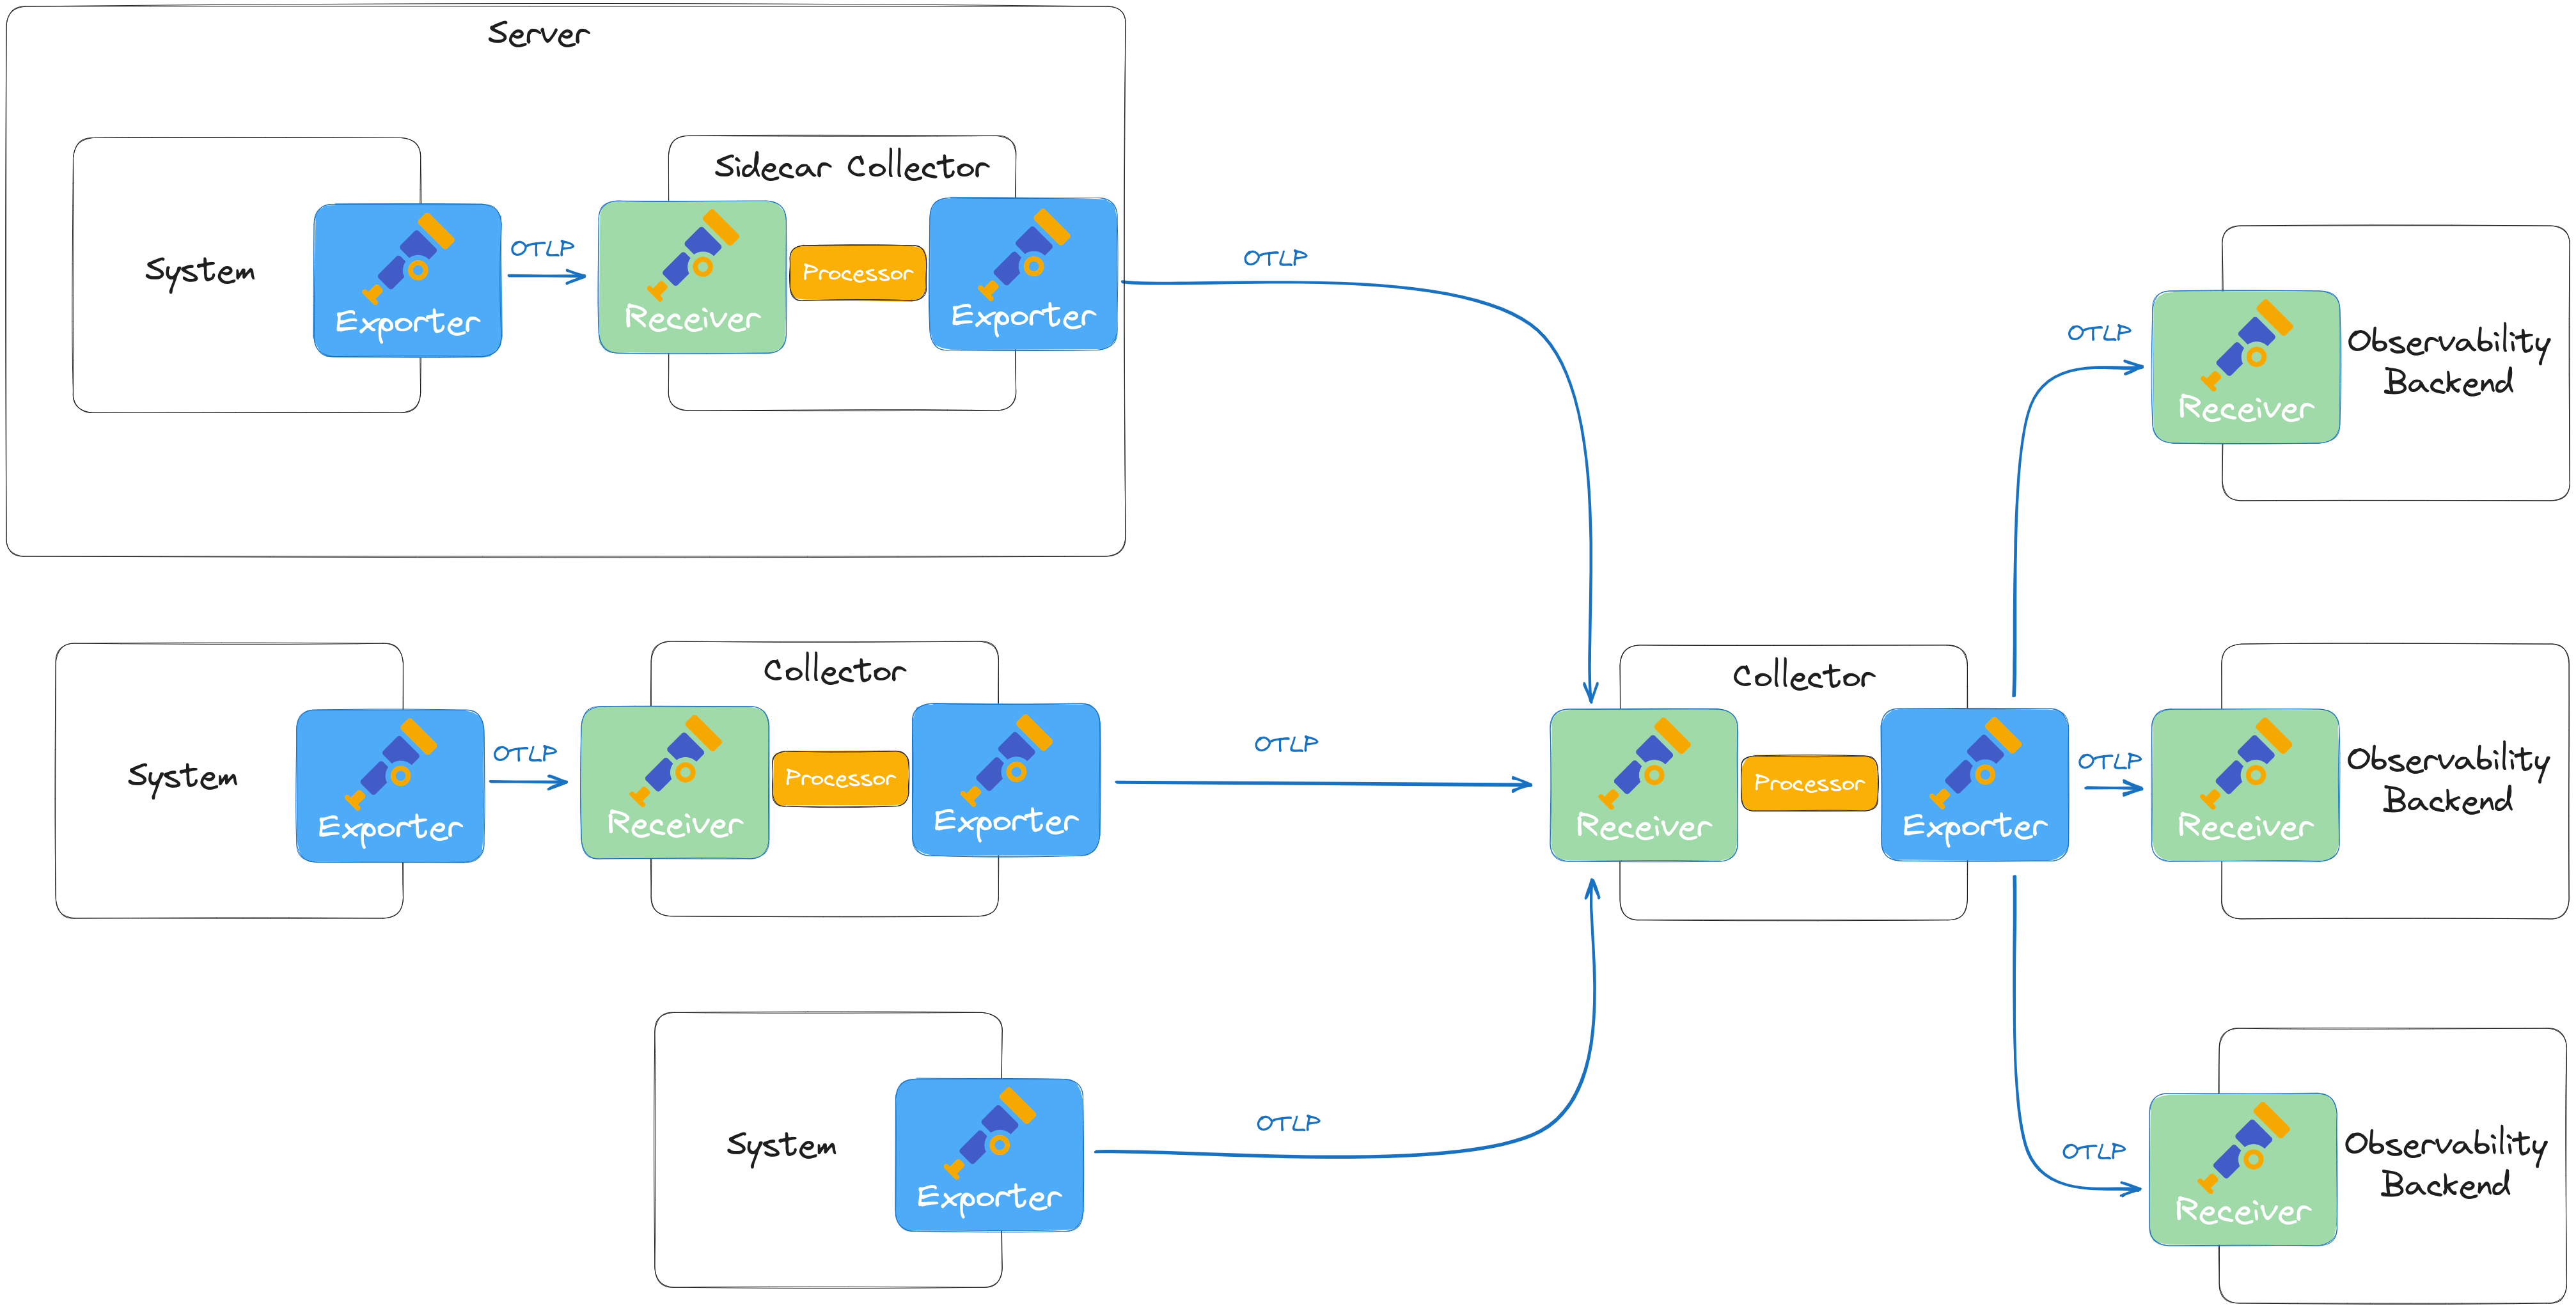 Server
Sidecar Collector
System
Exporter
OTLP
Receiver
Processor
Exporter
OTLP
OTLP
Receiver
Observability
Backend
System
Exporter
OTLP
Collector
Receiver
Processor
Exporter
OTLP
Collector
Receiver
Processor
Exporter
OTLP
Receiver
Observability
Backend
System
Exporter
OTLP
OTLP
Receiver
Observability
Backend